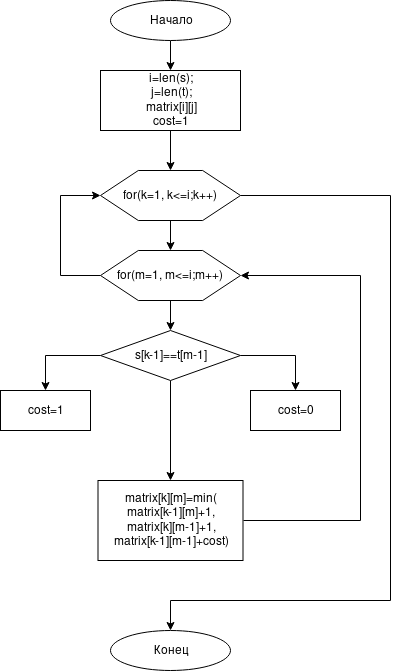 Начало
i=len(s);
j=len(t);
matrix[i][j]
cost=1
for(k=1, k<=i;k++)
for(m=1, m<=i;m++)
s[k-1]==t[m-1]
cost=1
cost=0
matrix[k][m]=min(
matrix[k-1][m]+1,
matrix[k][m-1]+1,
matrix[k-1][m-1]+cost)
Конец